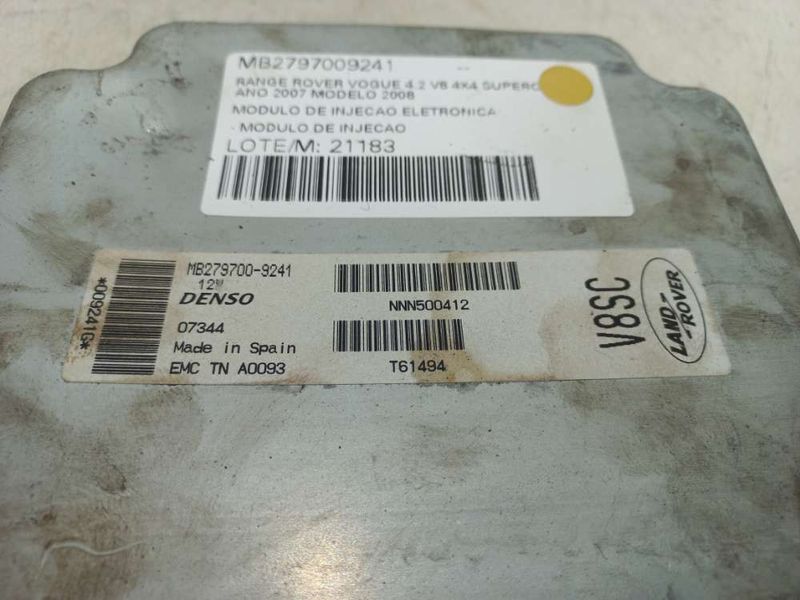 MB2797009241
RANGE ROVER VOGUE 4.2 V8 4X4 SUPERC
ANO 2007 MODELO 2008
MODULO DE INJECAO ELETRONICA
- MODULO DE INJECAO
LOTE/M: 21183
*009241G*
MB279700-9241
12V
DENSO
07344
Made in Spain
EMC TN A0093
NNN500412
T61494
V8SC
LAND-
-ROVER